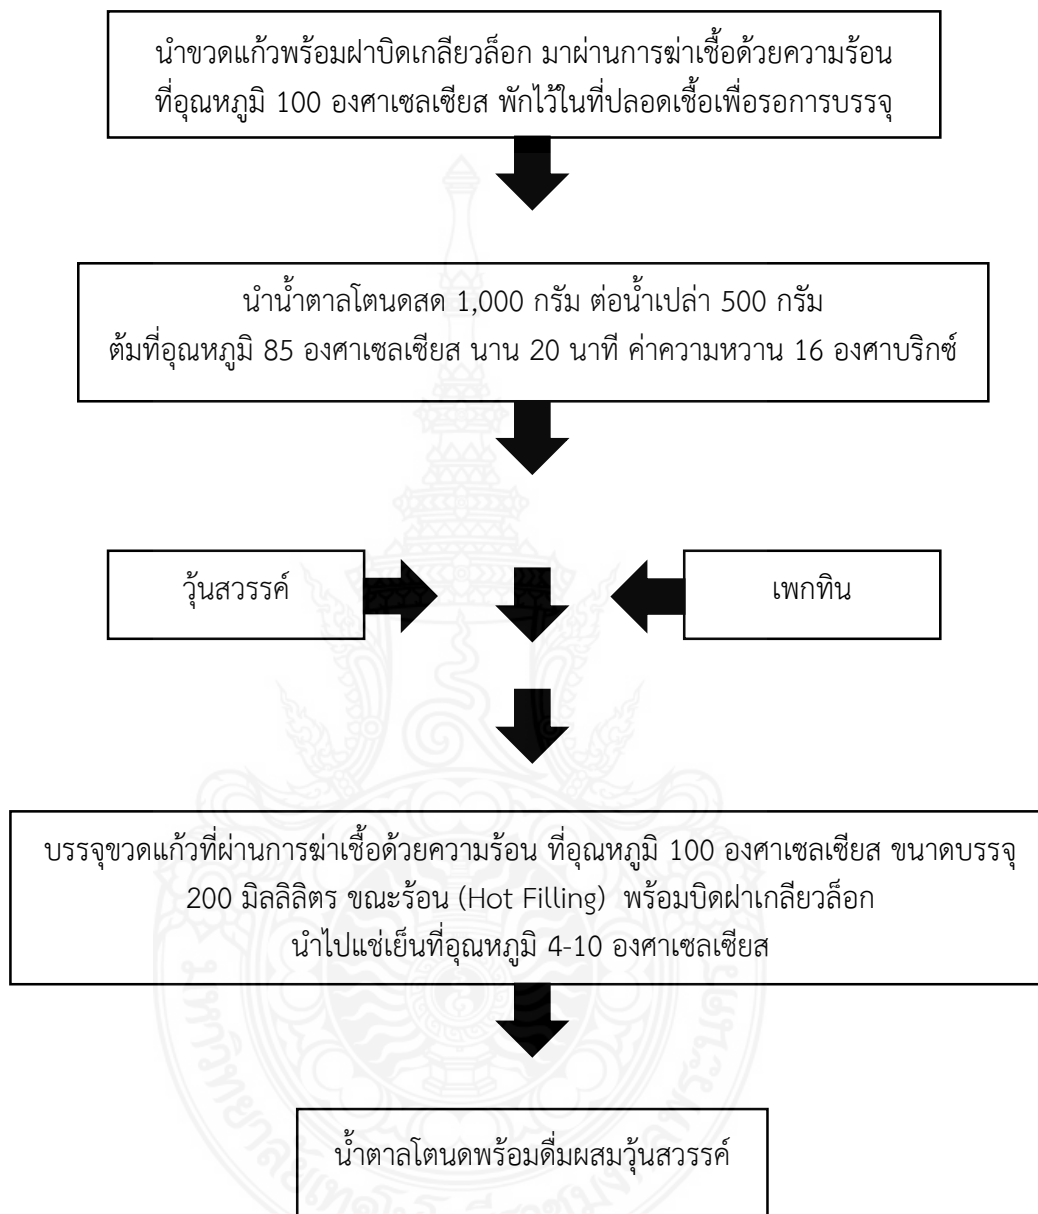 นำขวดแก้วพร้อมฝาบิดเกลียวล็อก มาผ่านการฆ่าเชื้อด้วยความร้อน
ที่อุณหภูมิ 100 องศาเซลเซียส พักไว้ในที่ปลอดเชื้อเพื่อรอการบรรจุ
นำน้ำตาลโตนดสด 1,000 กรัม ต่อน้ำเปล่า 500 กรัม
ต้มที่อุณหภูมิ 85 องศาเซลเซียส นาน 20 นาที ค่าความหวาน 16 องศาบริกซ์
วุ้นสวรรค์
เพกทิน
บรรจุขวดแก้วที่ผ่านการฆ่าเชื้อด้วยความร้อน ที่อุณหภูมิ 100 องศาเซลเซียส ขนาดบรรจุ
200 มิลลิลิตร ขณะร้อน (Hot Filling) พร้อมบิดฝาเกลียวล็อก
นำไปแช่เย็นที่อุณหภูมิ 4-10 องศาเซลเซียส
น้ำตาลโตนดพร้อมดื่มผสมวุ้นสวรรค์